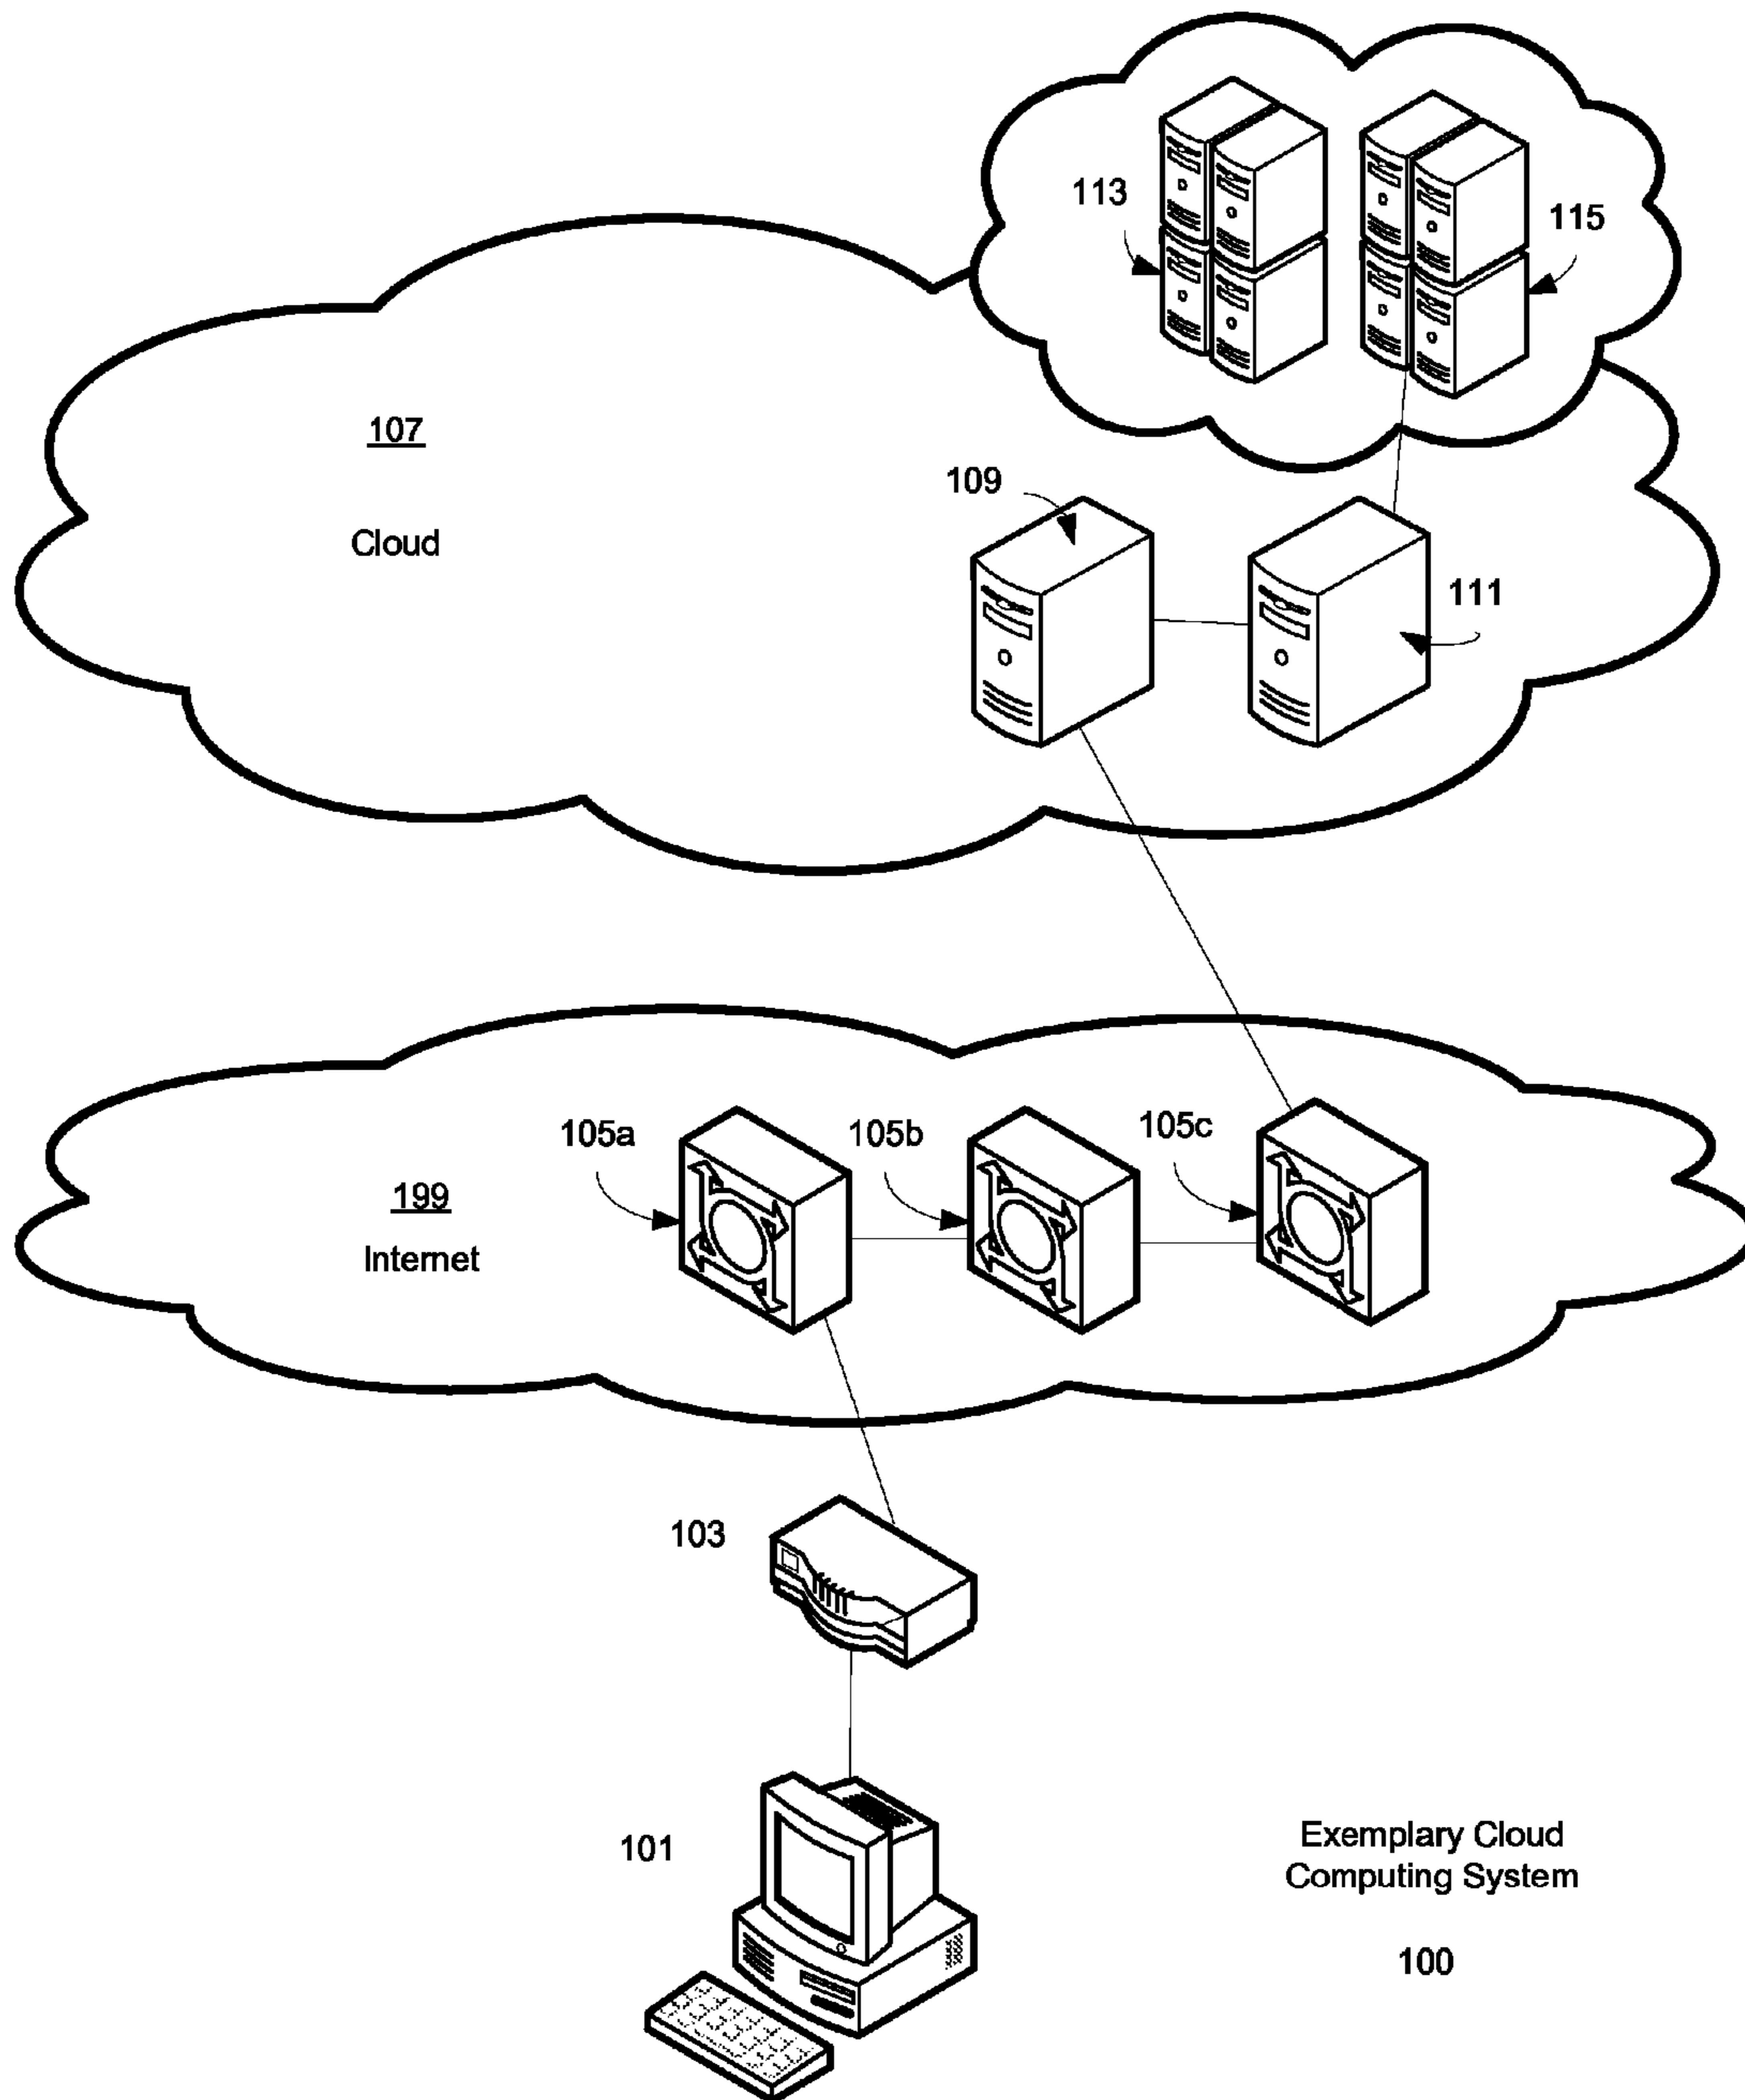 113
115
107
109
Cloud
111
105a
105b
105c
199
Internet
103
101
Exemplary Cloud
Computing System
100